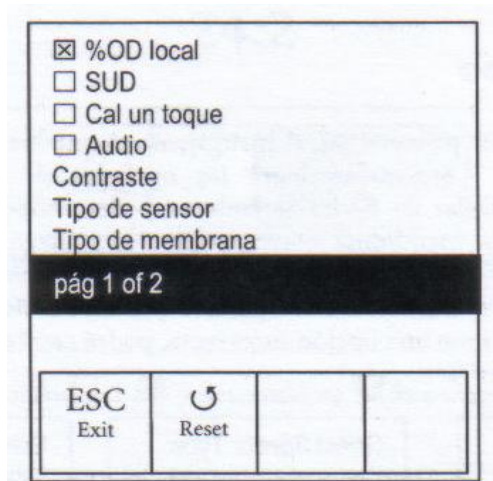 ☒ %OD local
☐ SUD
☐ Cal un toque
☐ Audio
Contraste
Tipo de sensor
Tipo de membrana
pág 1 of 2
ESC
Exit
↺
Reset